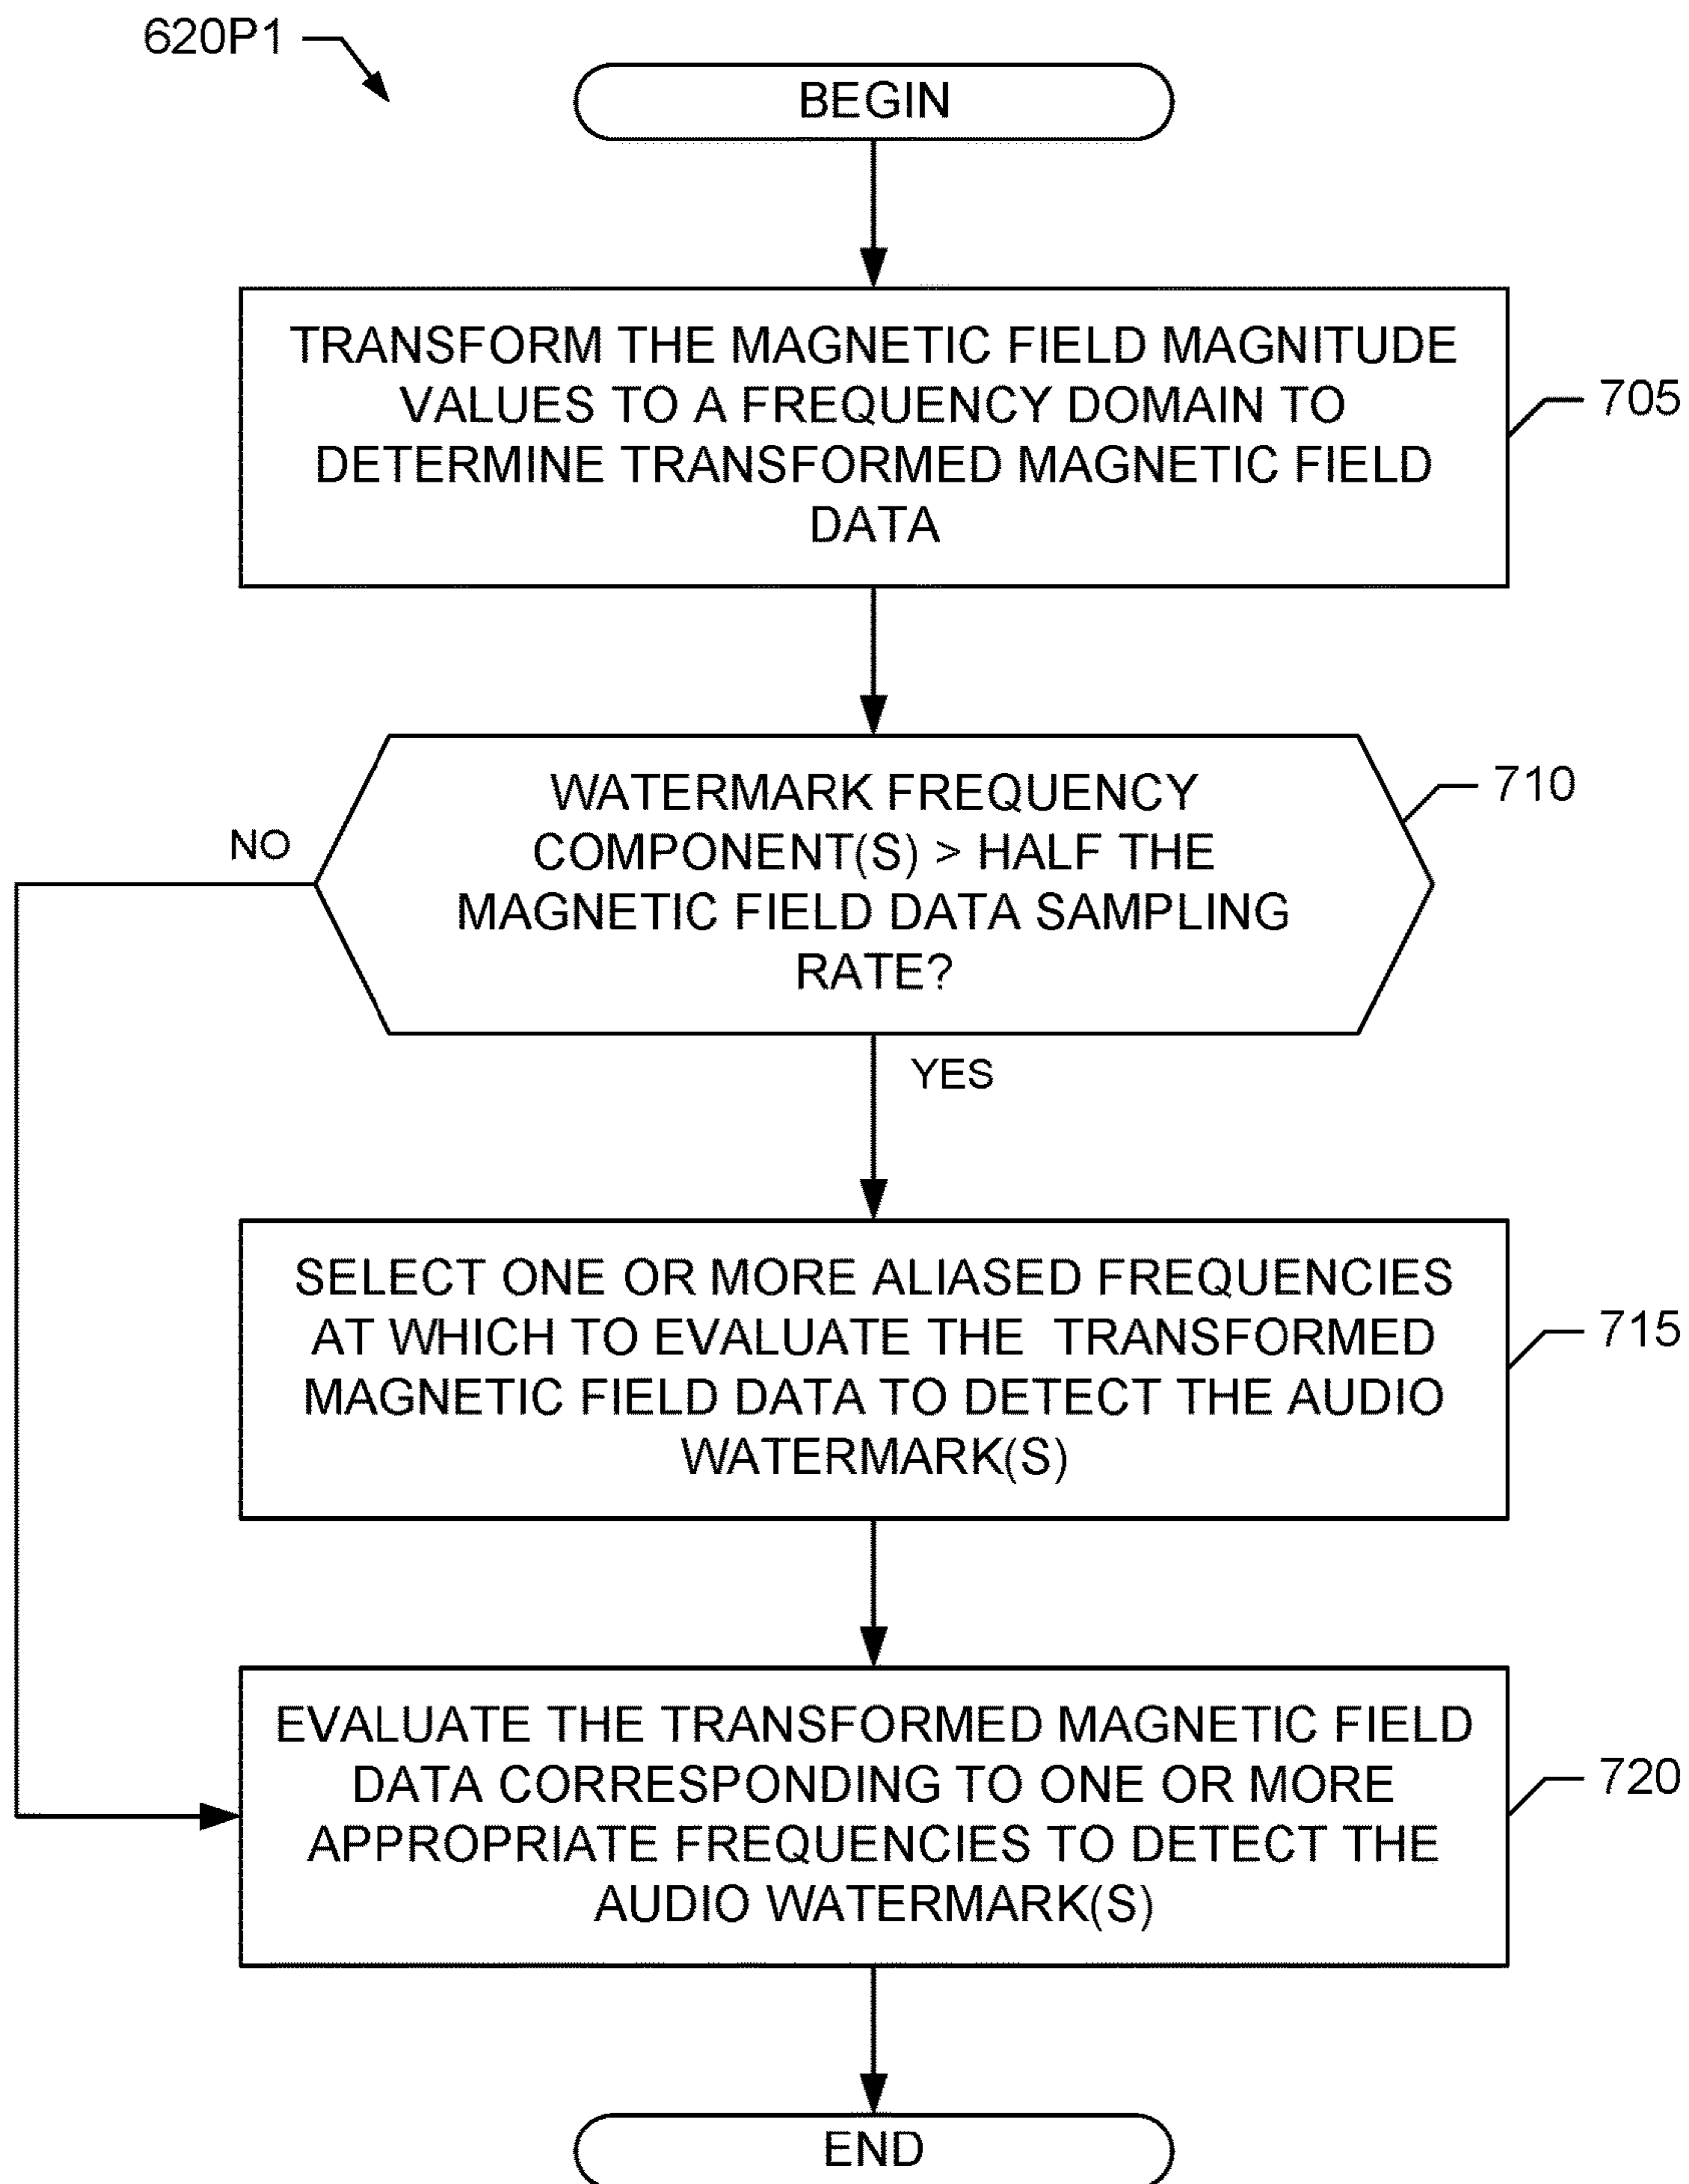 620P1
BEGIN
TRANSFORM THE MAGNETIC FIELD MAGNITUDE
VALUES TO A FREQUENCY DOMAIN TO
DETERMINE TRANSFORMED MAGNETIC FIELD
DATA
705
WATERMARK FREQUENCY
COMPONENT(S) > HALF THE
MAGNETIC FIELD DATA SAMPLING
RATE?
710
NO
YES
SELECT ONE OR MORE ALIASED FREQUENCIES
AT WHICH TO EVALUATE THE TRANSFORMED
MAGNETIC FIELD DATA TO DETECT THE AUDIO
WATERMARK(S)
715
EVALUATE THE TRANSFORMED MAGNETIC FIELD
DATA CORRESPONDING TO ONE OR MORE
APPROPRIATE FREQUENCIES TO DETECT THE
AUDIO WATERMARK(S)
720
END